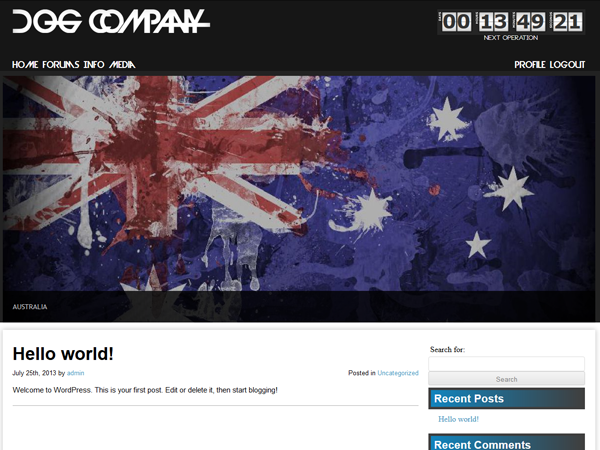 DOG COMPANY
00 13 49 21
NEXT OPERATION
HOME FORUMS INFO MEDIA
PROFILE LOGOUT
AUSTRALIA
Hello world!
July 25th, 2013 by admin
Posted in Uncategorized
Welcome to WordPress. This is your first post. Edit or delete it, then start blogging!
Search for:
Search
Recent Posts
Hello world!
Recent Comments